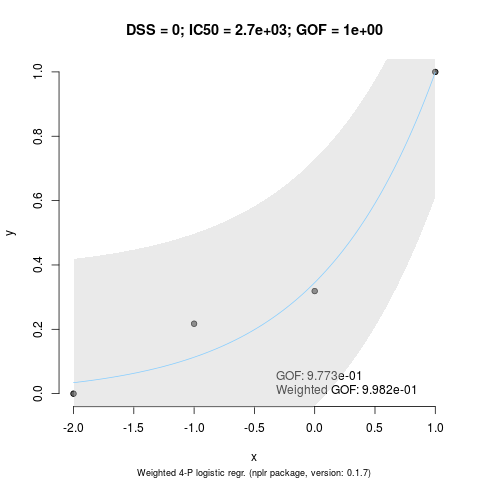 DSS = 0; IC50 = 2.7e+03; GOF = 1e+00
1.0
0.8
0.6
0.4
0.2
0.0
y
GOF: 9.773e-01
Weighted GOF: 9.982e-01
-2.0 -1.5 -1.0 -0.5 0.0 0.5 1.0
x
Weighted 4-P logistic regr. (nplr package, version: 0.1.7)